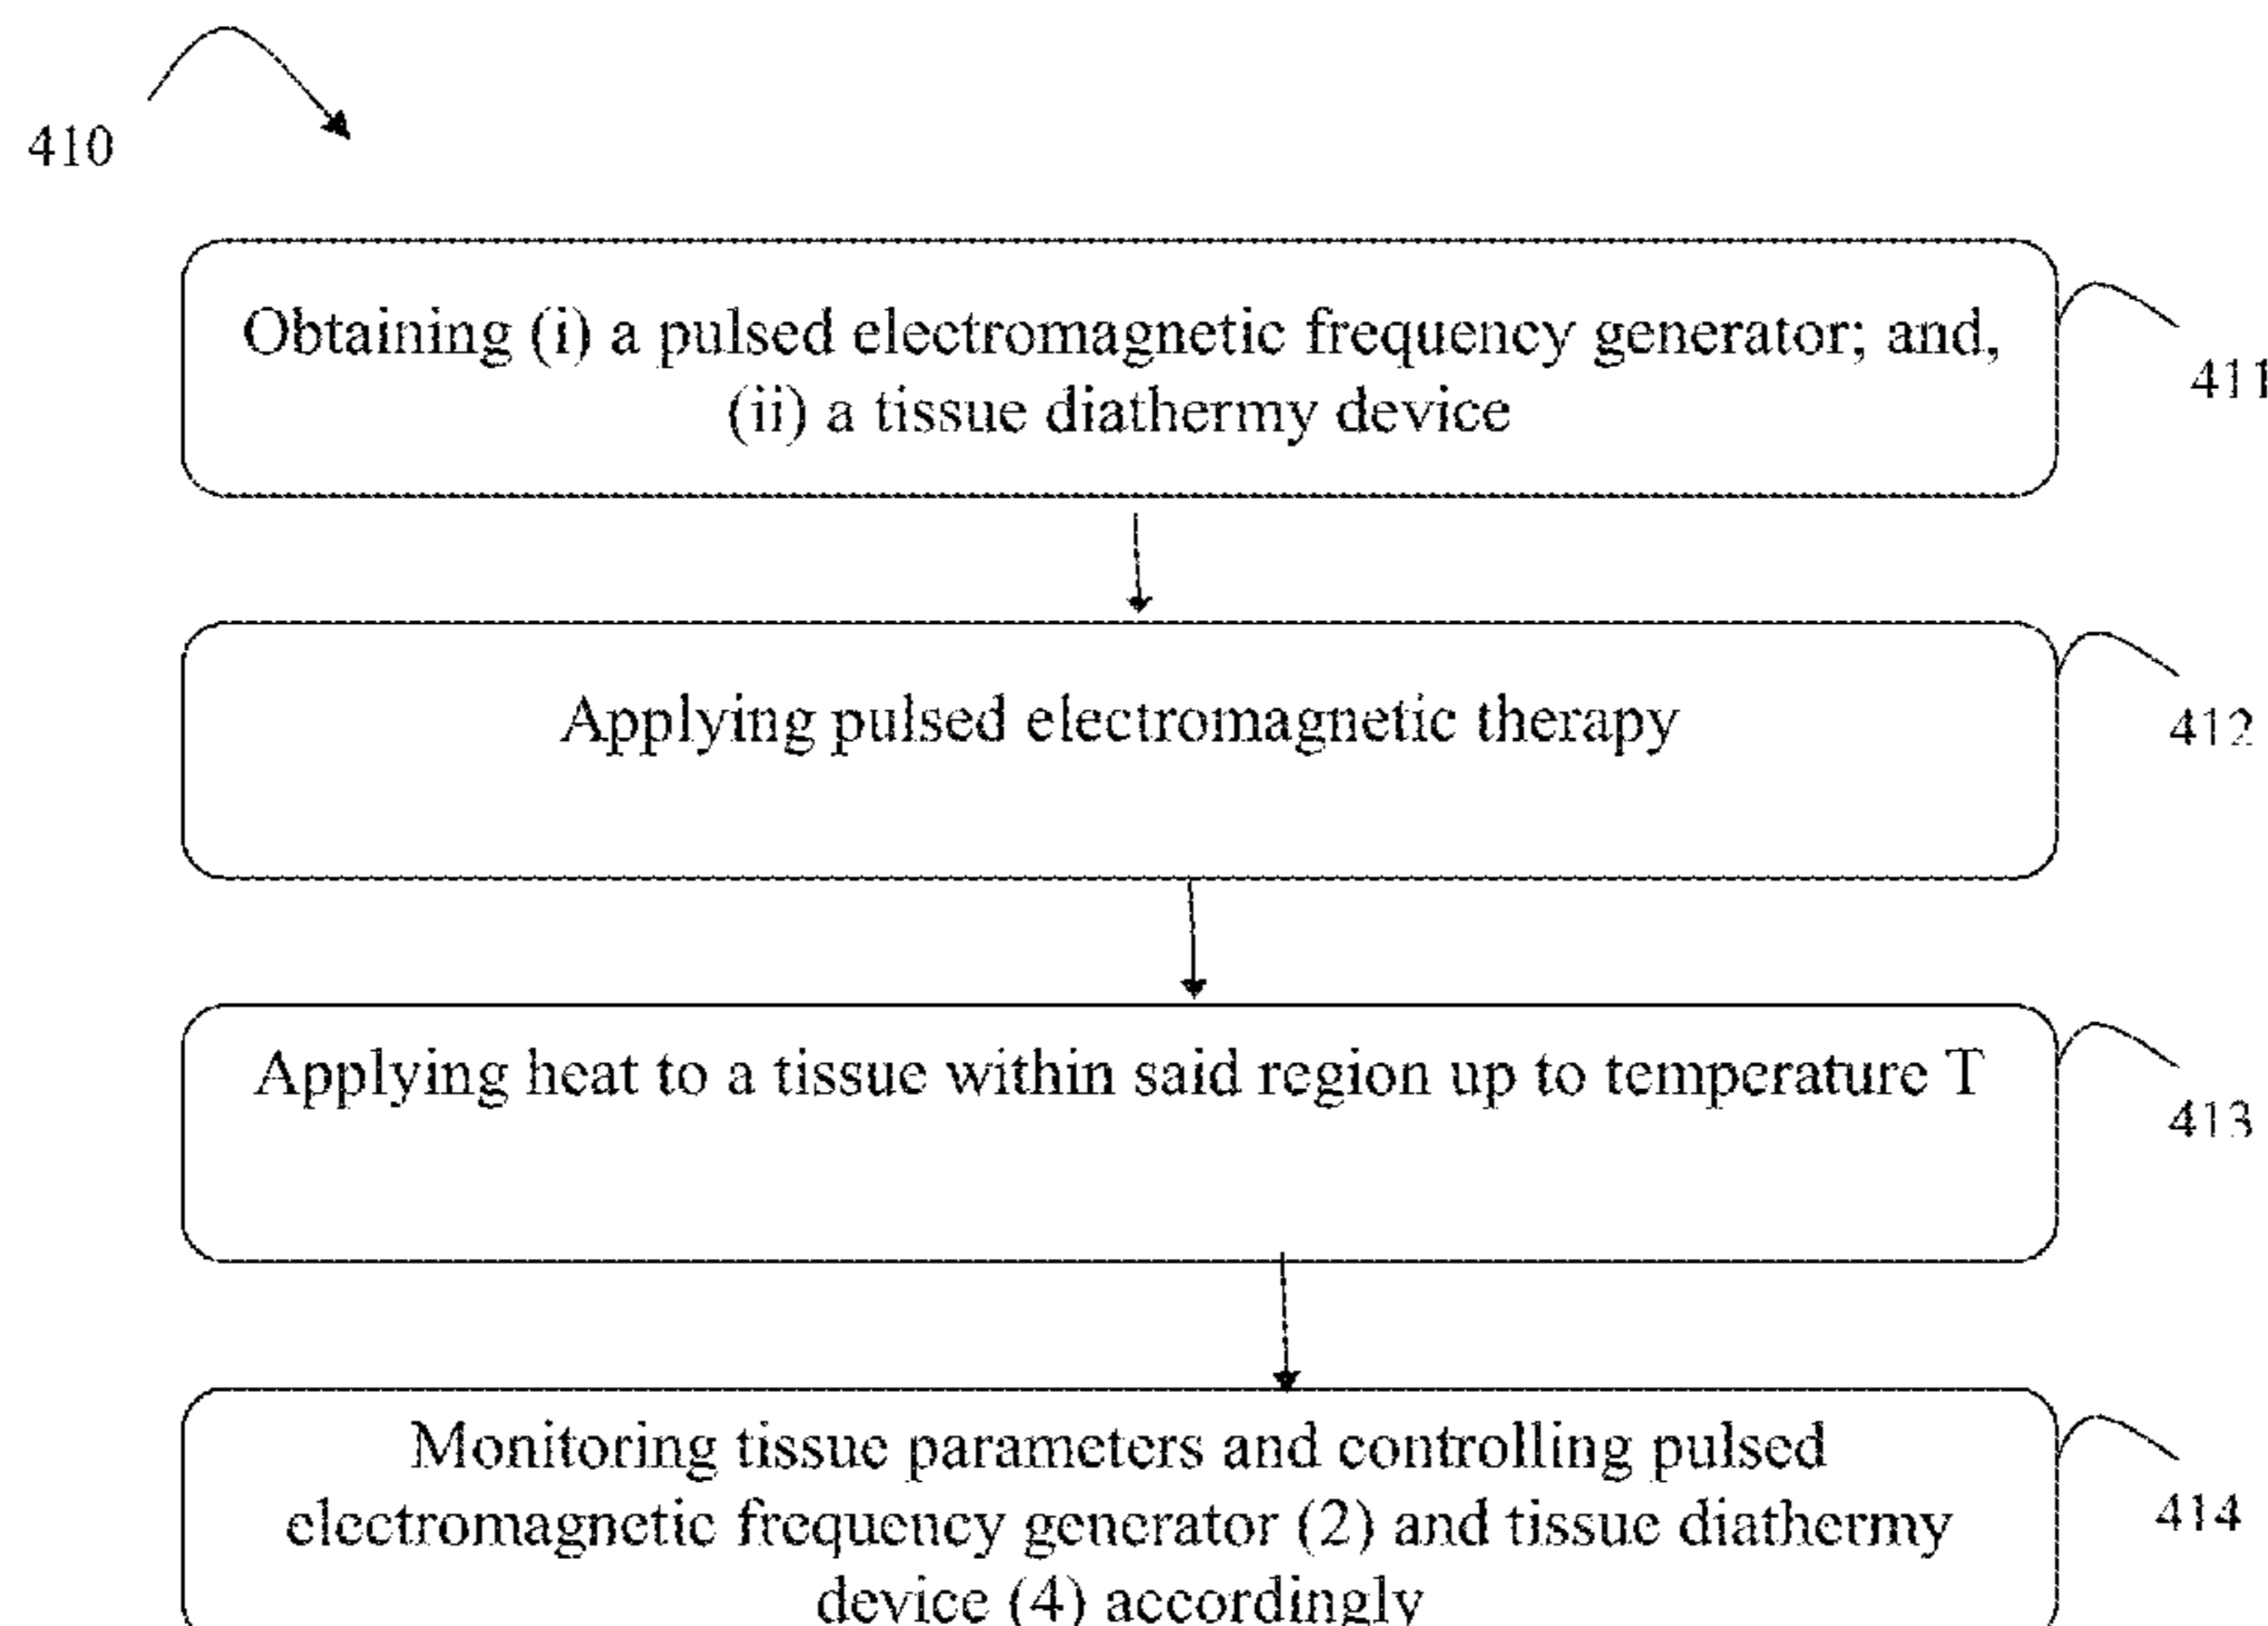 410
Obtaining (i) a pulsed electromagnetic frequency generator; and,
(ii) a tissue diathermy device
411
Applying pulsed electromagnetic therapy
412
Applying heat to a tissue within said region up to temperature T
413
Monitoring tissue parameters and controlling pulsed
electromagnetic frequency generator (2) and tissue diathermy
device (4) accordingly
414